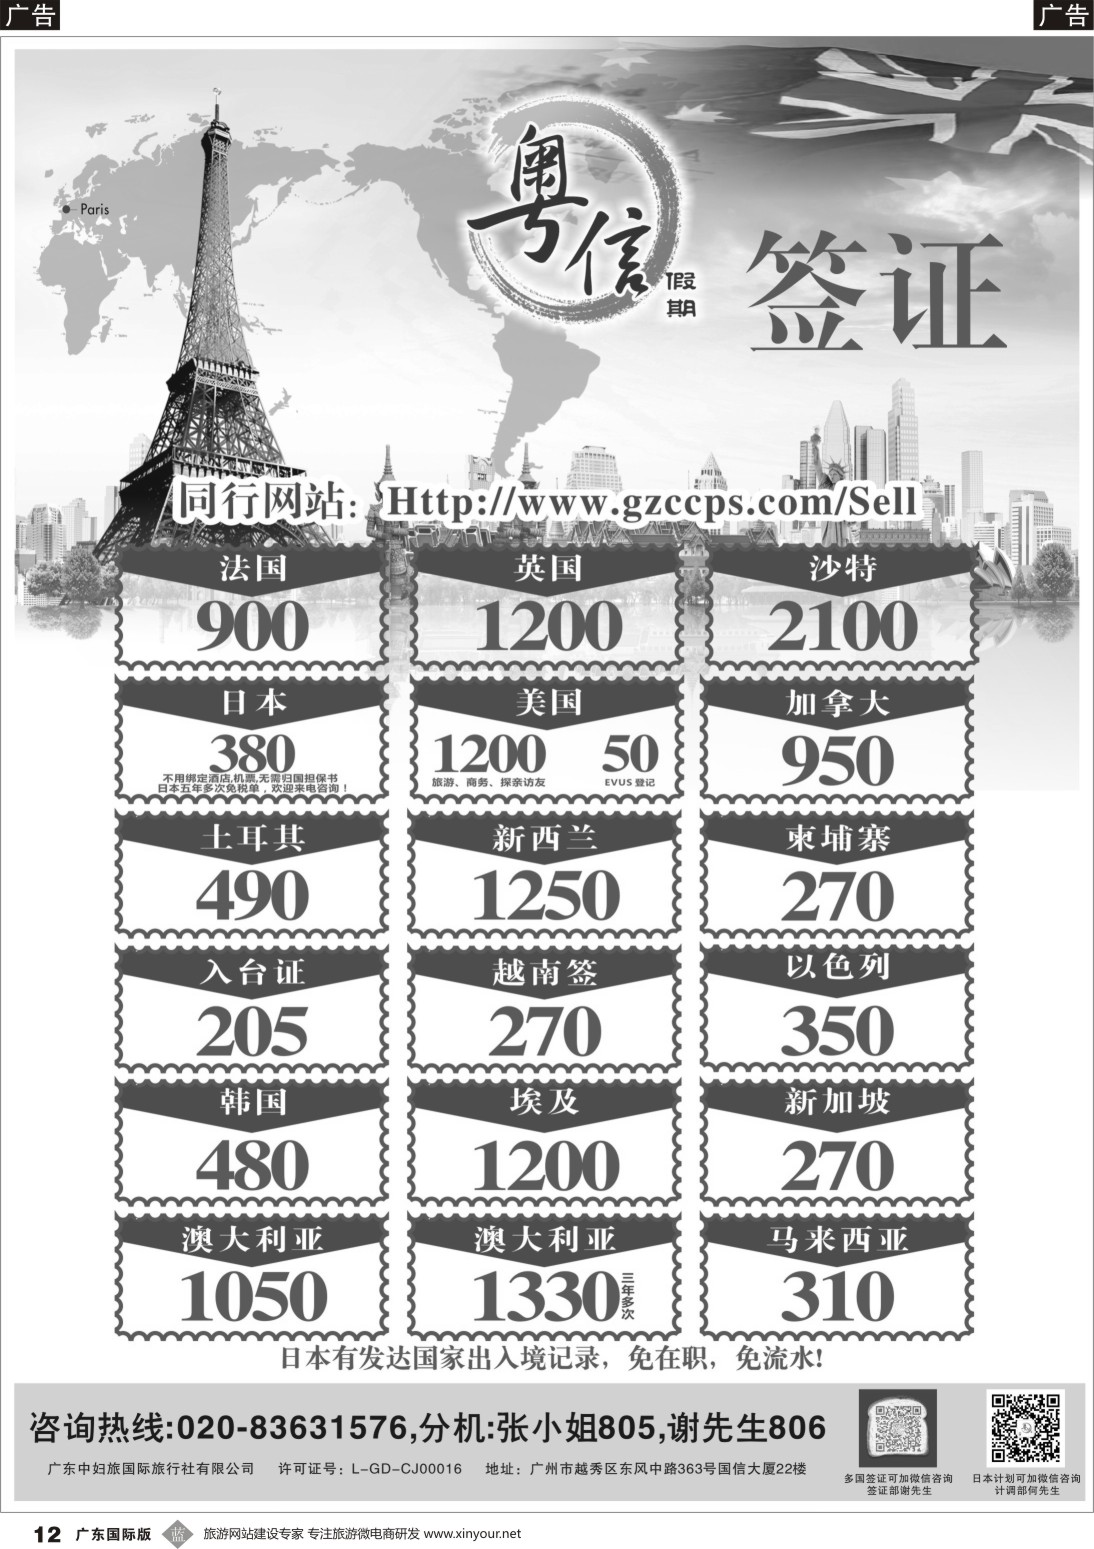 广告
广告
Paris
粤信
假期
签证
同行网站：Http://www.gzccps.com/Sell
法国
900
英国
1200
沙特
2100
日本
380
不用绑定酒店,机票,无需归国担保书
日本五年多次免税单，欢迎来电咨询！
美国
1200
旅游、商务、探亲访友
50
EVUS 登记
加拿大
950
土耳其
490
新西兰
1250
柬埔寨
270
入台证
205
越南签
270
以色列
350
韩国
480
埃及
1200
新加坡
270
澳大利亚
1050
澳大利亚
1330
三年多次
马来西亚
310
日本有发达国家出入境记录，免在职，免流水!
咨询热线:020-83631576,分机:张小姐805,谢先生806
广东中妇旅国际旅行社有限公司 许可证号：L-GD-CJ00016 地址：广州市越秀区东风中路363号国信大厦22楼
多国签证可加微信咨询
签证部谢先生
日本计划可加微信咨询
计调部何先生
12 广东国际版 蓝 旅游网站建设专家 专注旅游微电商研发 www.xinyour.net